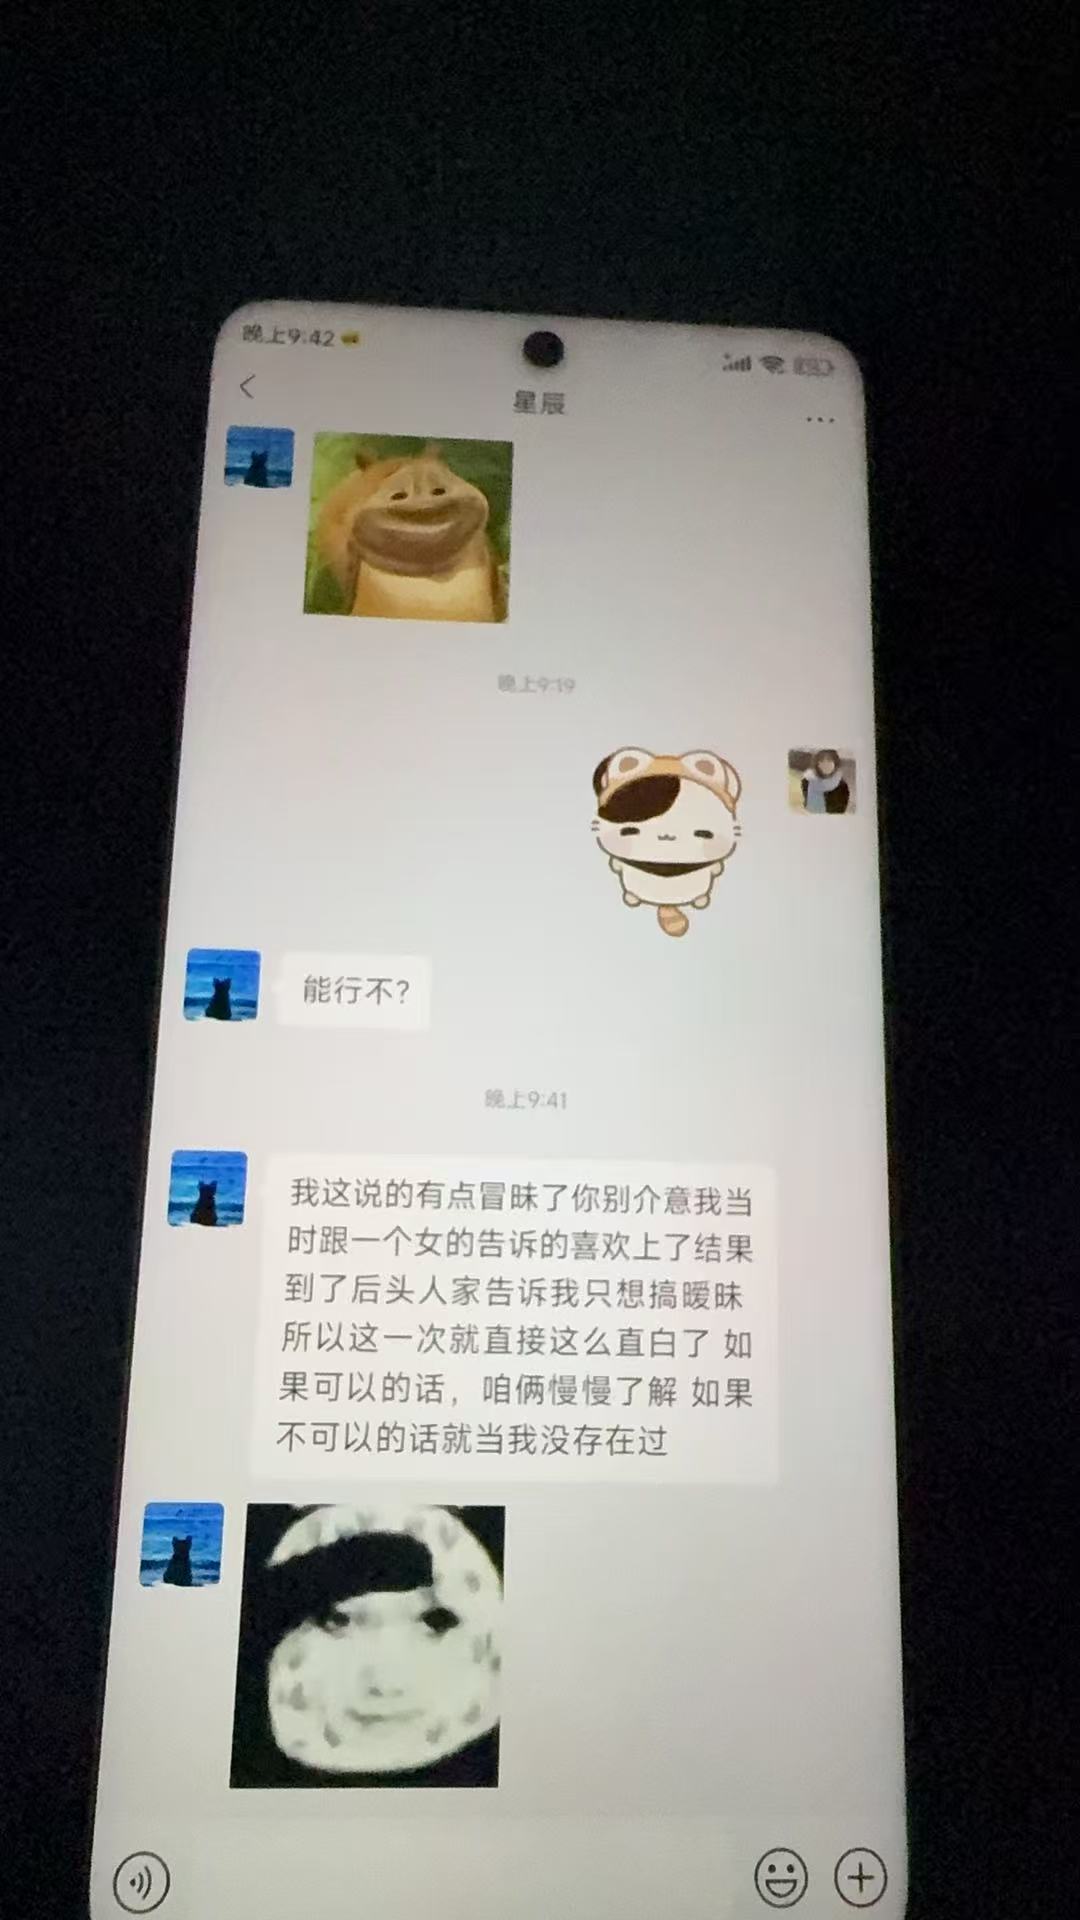 晚上9:42
星辰
晚上9:19
能行不?
晚上9:41
我这说的有点冒昧了你别介意我当
时跟一个女的告诉的喜欢上了结果
到了后头人家告诉我只想搞暧昧
所以这一次就直接这么直白了 如
果可以的话，咱俩慢慢了解 如果
不可以的话就当我没存在过